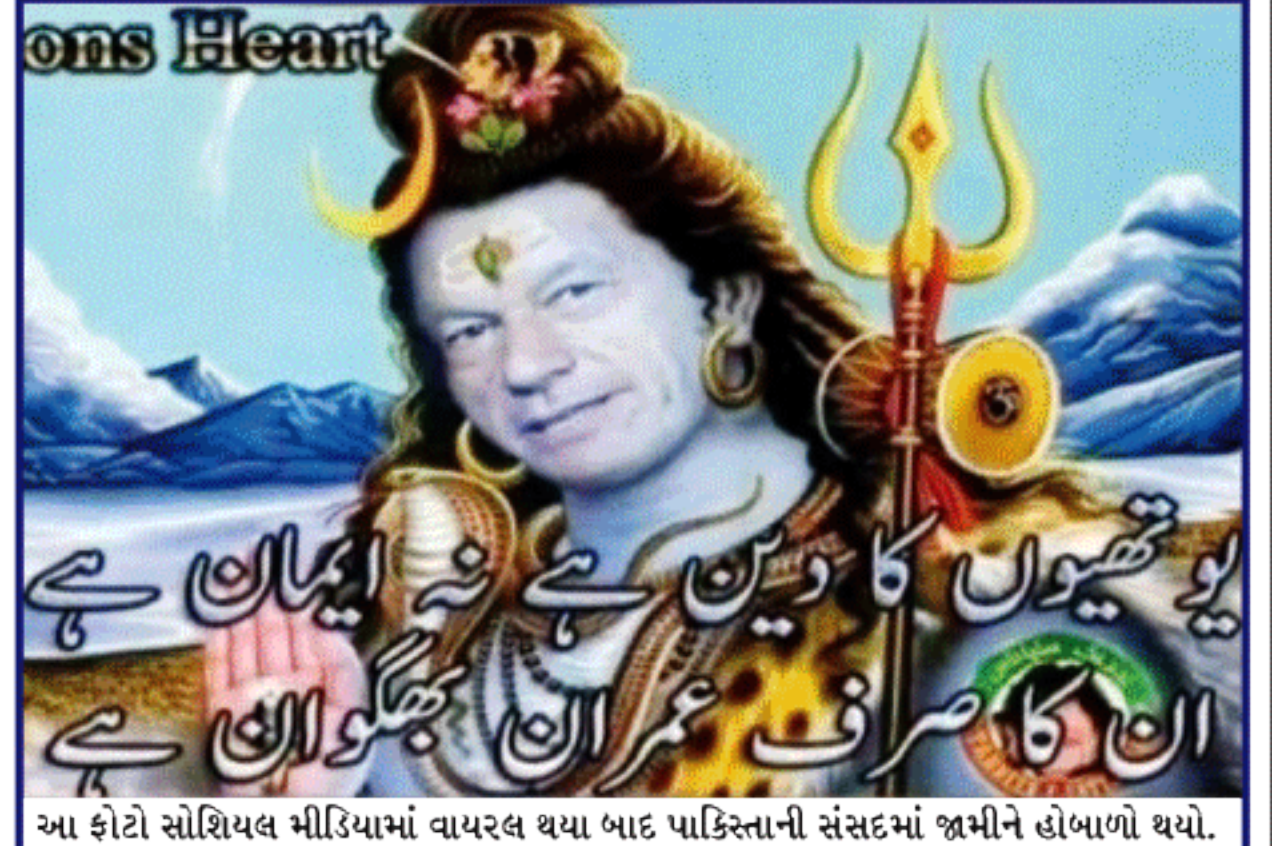 ons Heart
یو تھیوں کا دین ہے نہ ایمان ہے
ان کا صرف عمران بھگوان ہے
આ ફોટો સોશિયલ મીડિયામાં વાયરલ થયા બાદ પાકિસ્તાની સંસદમાં જામીને હોબાળો થયો.